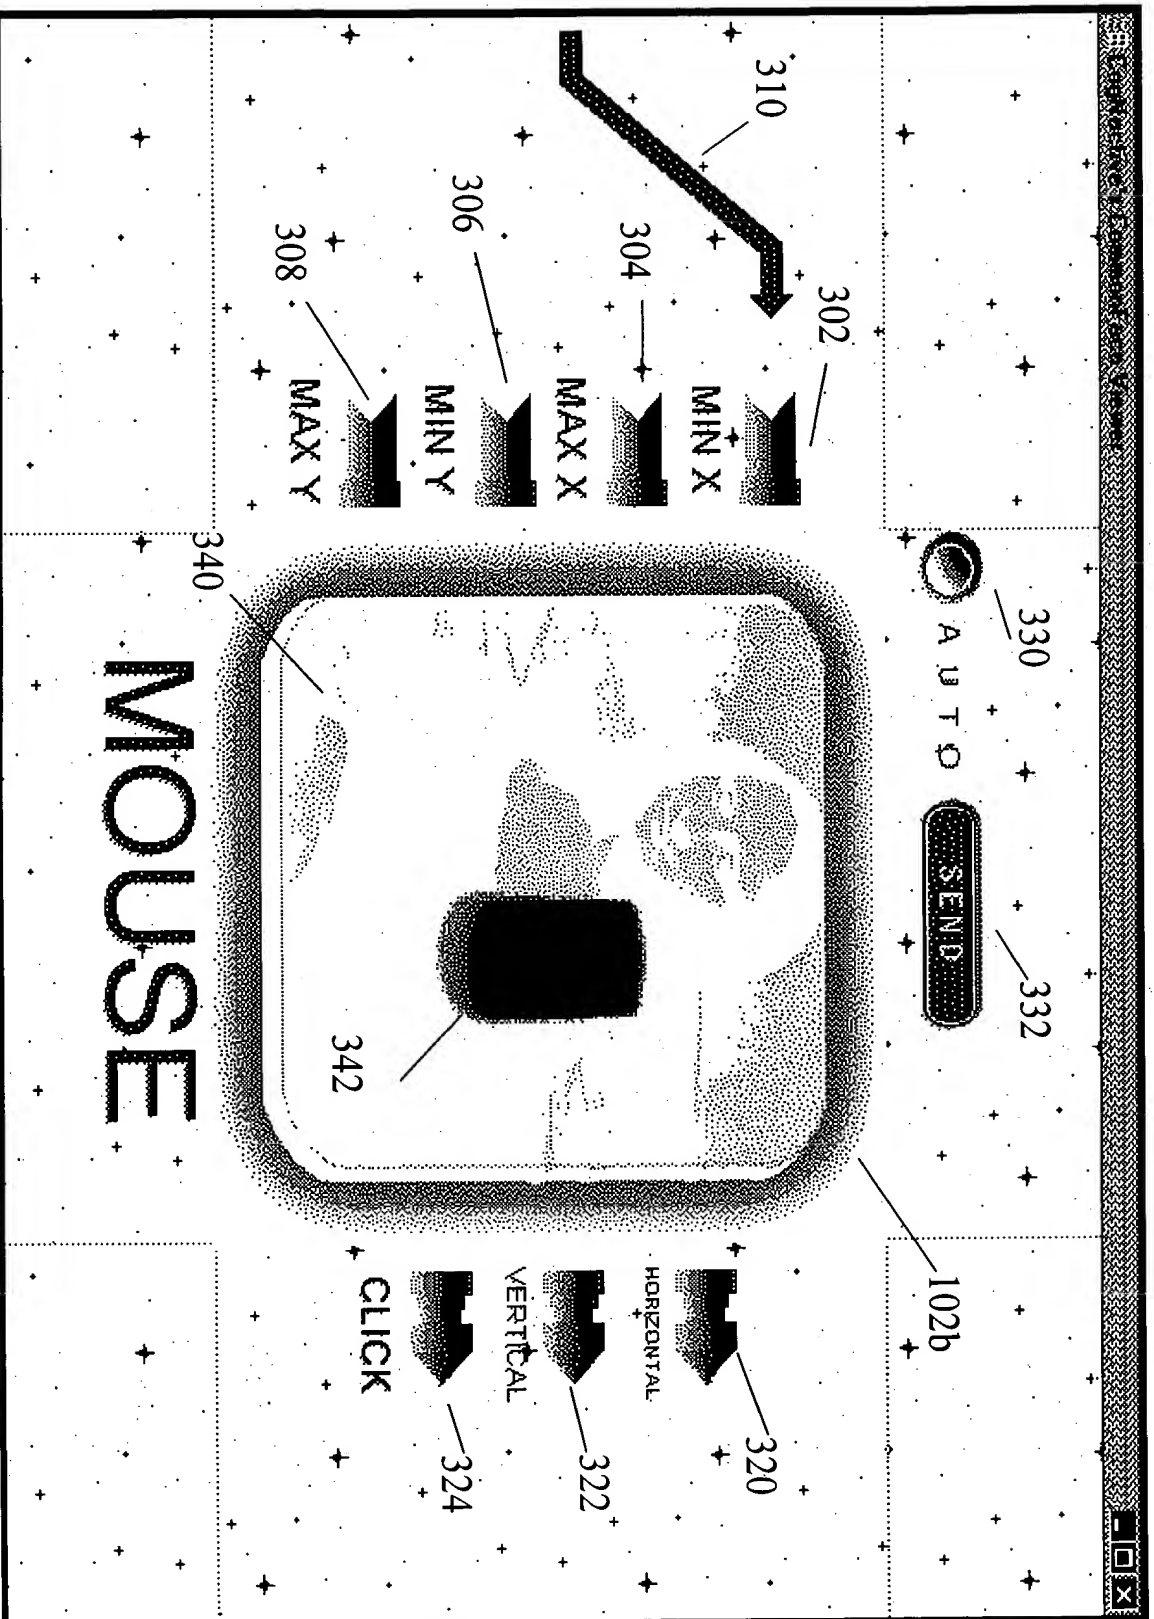 330
AUTO
SEND
332
102b
310
302
MIN X
304
MAX X
306
MIN Y
308
MAX Y
340
342
320
HORIZONTAL
322
VERTICAL
324
CLICK
MOUSE